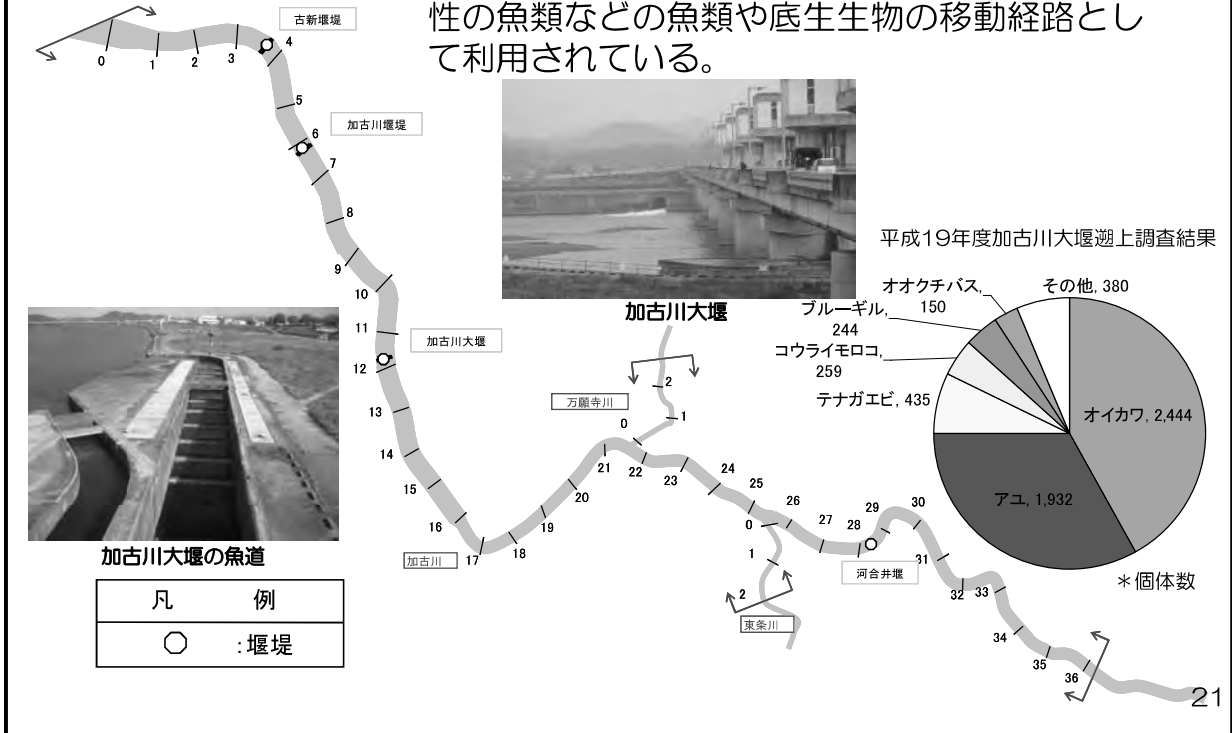 性の魚類などの魚類や底生生物の移動経路とし
て利用されている。
古新堰堤
0
1
2
3
4
5
加古川堰堤
6
7
8
9
10
11
加古川大堰
12
13
14
15
16
加古川
17
18
19
20
21
22
23
24
25
26
27
28
29
30
31
32
33
34
35
36
加古川大堰
万願寺川
2
1
0
0
1
2
東条川
河合井堰
平成19年度加古川大堰遡上調査結果
オオクチバス,
150
その他, 380
ブルーギル,
244
コウライモロコ,
259
テナガエビ, 435
オイカワ, 2,444
アユ, 1,932
*個体数
加古川大堰の魚道
凡 例
:堰堤
21